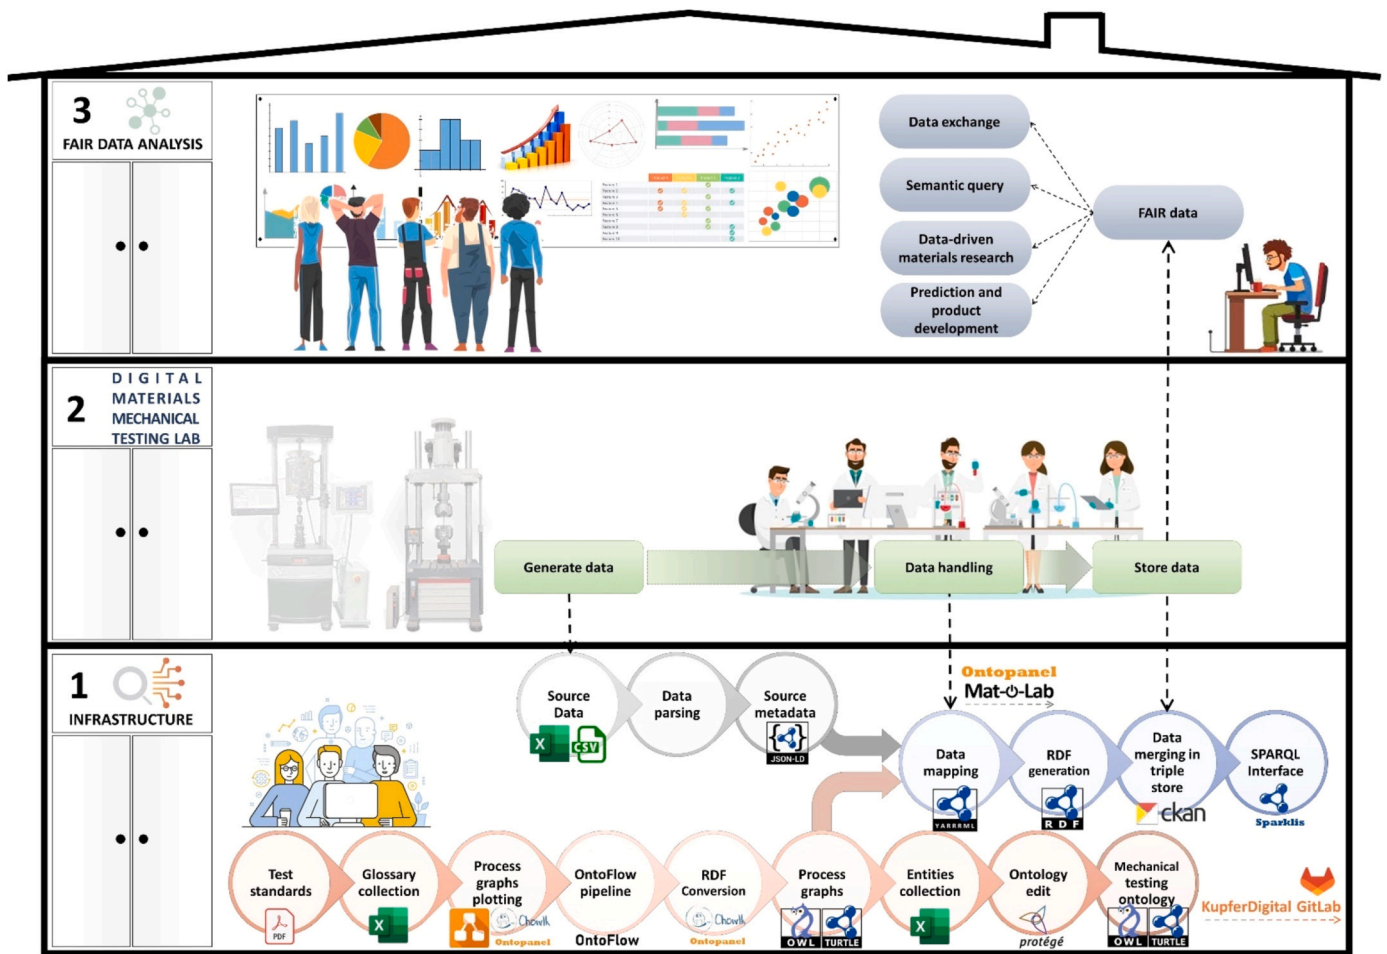 3
FAIR DATA ANALYSIS
Data exchange
Semantic query
Data-driven
materials research
Prediction and
product
development
FAIR data
2
DIGITAL
MATERIALS
MECHANICAL
TESTING LAB
Generate data
Data handling
Store data
1
INFRASTRUCTURE
Source
Data
CSV
Data
parsing
Source
metadata
JSON-LD
Ontopanel
Mat-O-Lab
Data
mapping
YARRRML
RDF
generation
RDF
Data
merging in
triple
store
ckan
SPARQL
Interface
Sparklis
Test
standards
PDF
Glossary
collection
Process
graphs
plotting
Chowlk
Ontopanel
OntoFlow
pipeline
OntoFlow
RDF
Conversion
Chowlk
Ontopanel
Process
graphs
OWL
TURTLE
Entities
collection
Ontology
edit
protégé
Mechanical
testing
ontology
OWL
TURTLE
KupferDigital GitLab